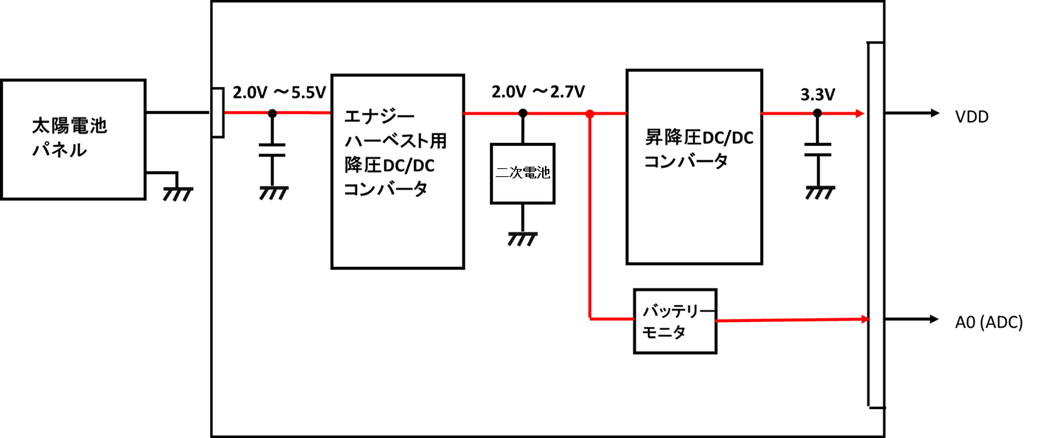 太陽電池
パネル
2.0V ～5.5V
エナジー
ハーベスト用
降圧DC/DC
コンバータ
2.0V ～2.7V
二次電池
昇降圧DC/DC
コンバータ
3.3V
VDD
バッテリー
モニタ
A0 (ADC)